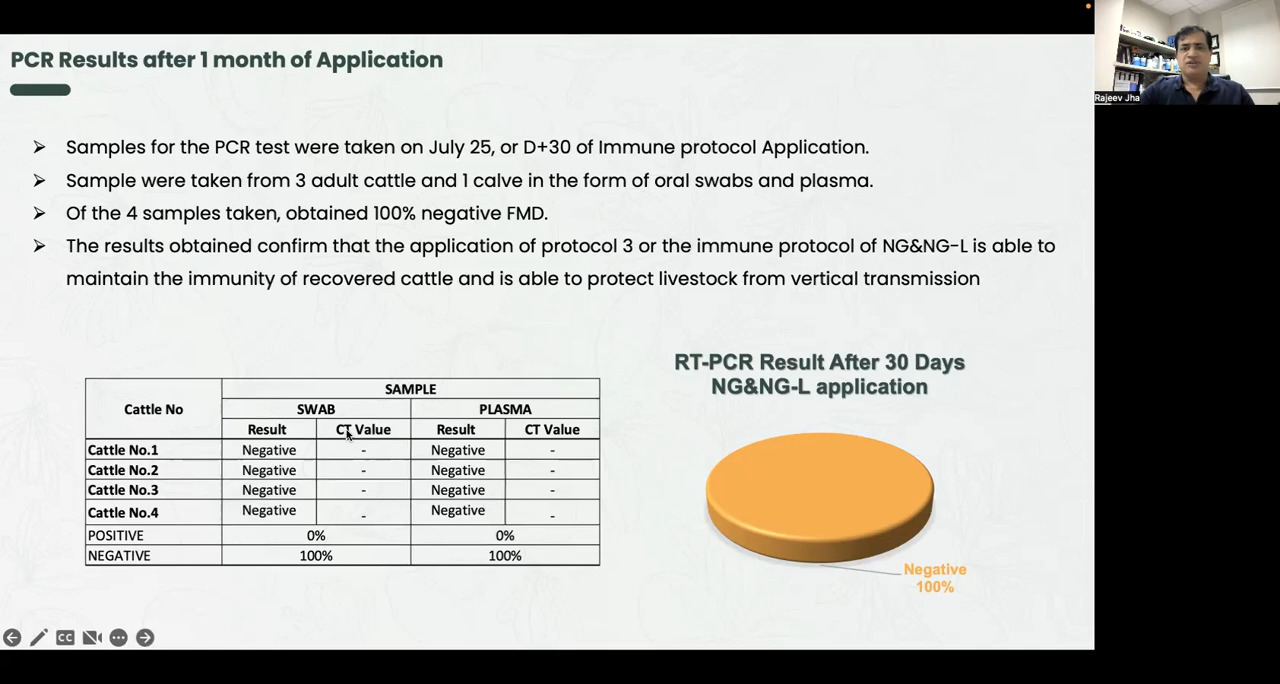 PCR Results after 1 month of Application
Rajeev Jha
➢ Samples for the PCR test were taken on July 25, or D+30 of Immune protocol Application.
➢ Sample were taken from 3 adult cattle and 1 calve in the form of oral swabs and plasma.
➢ Of the 4 samples taken, obtained 100% negative FMD.
➢ The results obtained confirm that the application of protocol 3 or the immune protocol of NG&NG-L is able to
maintain the immunity of recovered cattle and is able to protect livestock from vertical transmission
Cattle No SAMPLE
SWAB PLASMA
Result CT Value Result CT Value
Cattle No.1 Negative - Negative -
Cattle No.2 Negative - Negative -
Cattle No.3 Negative - Negative -
Cattle No.4 Negative - Negative -
POSITIVE 0% 0%
NEGATIVE 100% 100%
RT-PCR Result After 30 Days
NG&NG-L application
Negative
100%
CC